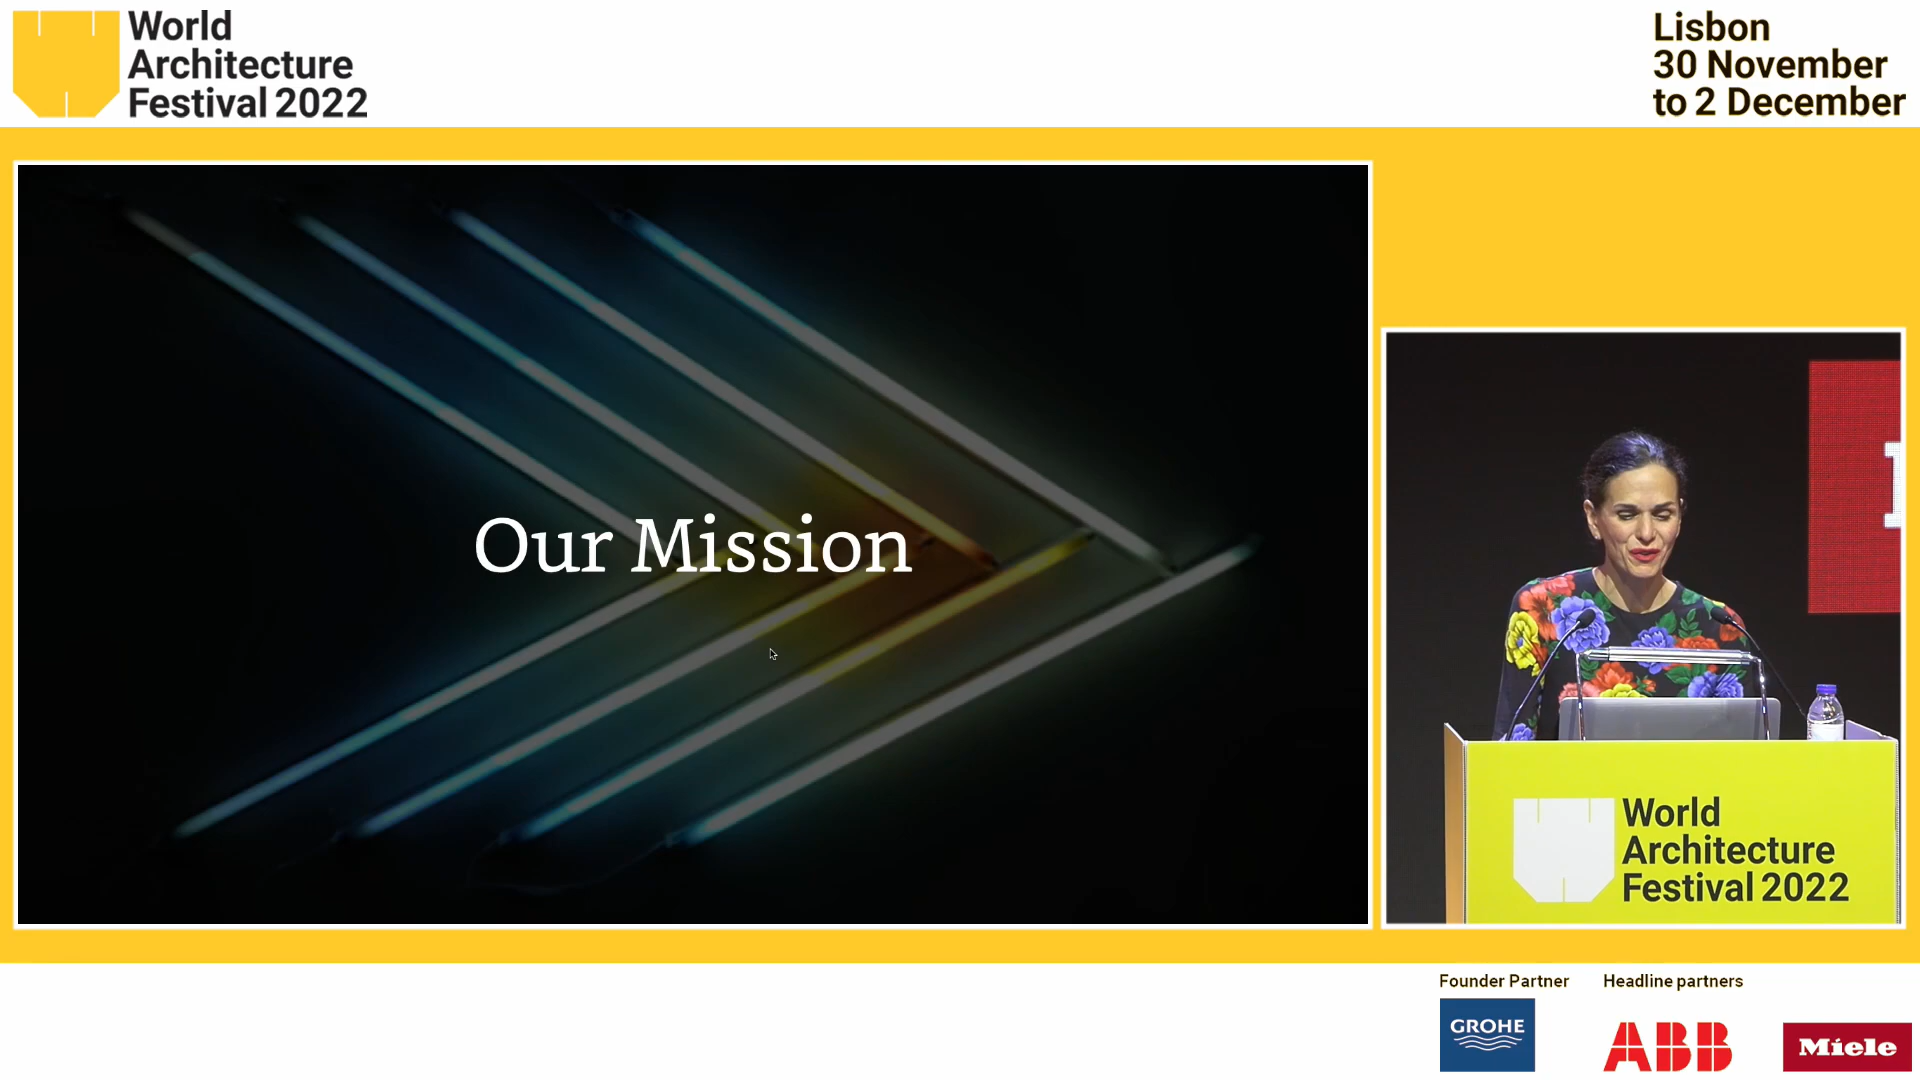 World
Architecture
Festival 2022
Lisbon
30 November
to 2 December
Our Mission
World
Architecture
Festival 2022
Founder Partner
Headline partners
GROHE
ABB
Miele